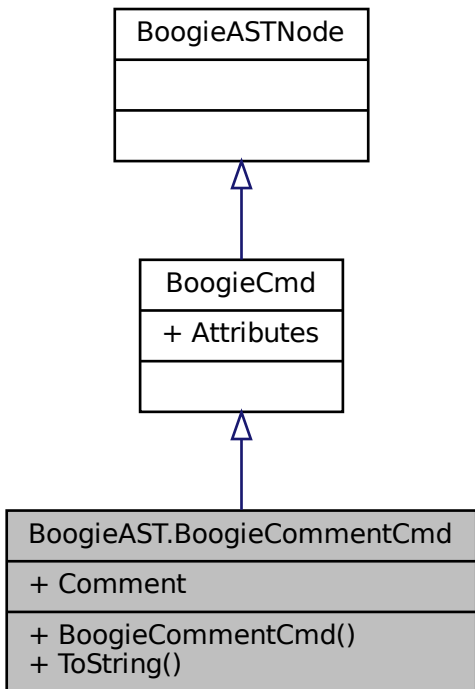 BoogieASTNode
BoogieCmd
+ Attributes
BoogieAST.BoogieCommentCmd
+ Comment
+ BoogieCommentCmd()
+ ToString()